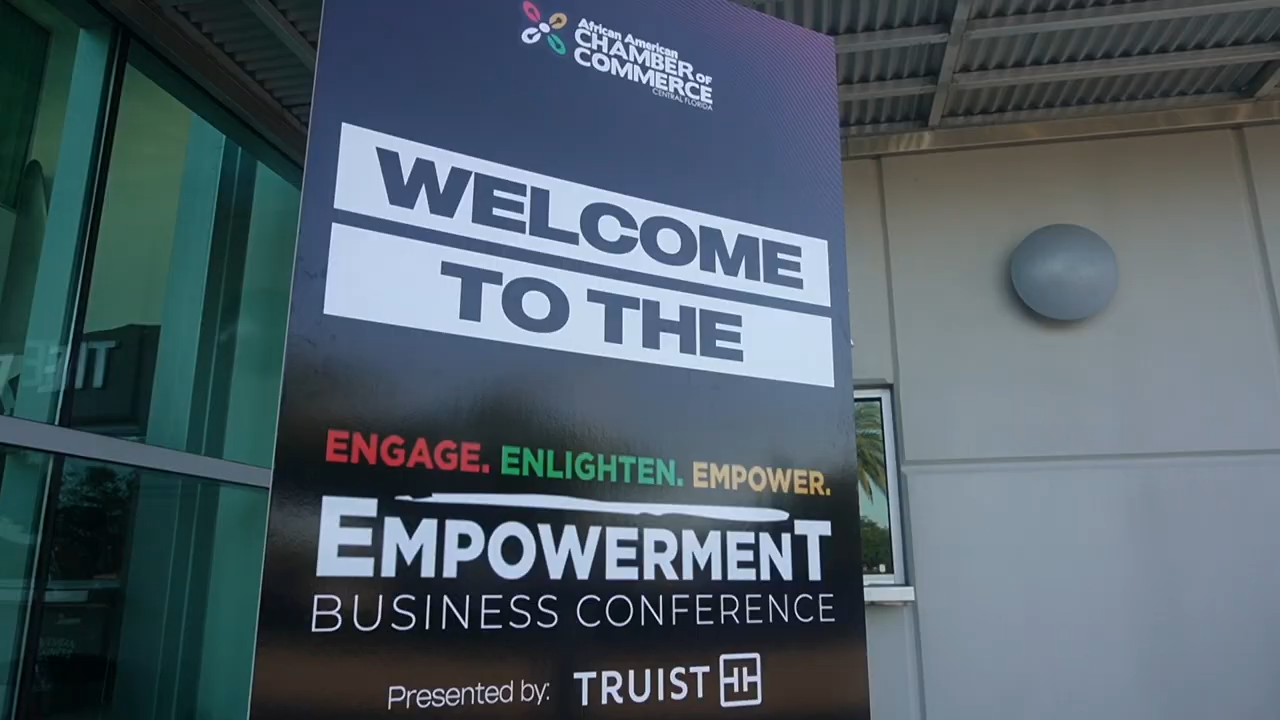 African American
CHAMBER OF
COMMERCE
CENTRAL FLORIDA
WELCOME
TO THE
ENGAGE. ENLIGHTEN. EMPOWER.
EMPOWERMENT
BUSINESS CONFERENCE
Presented by: TRUIST